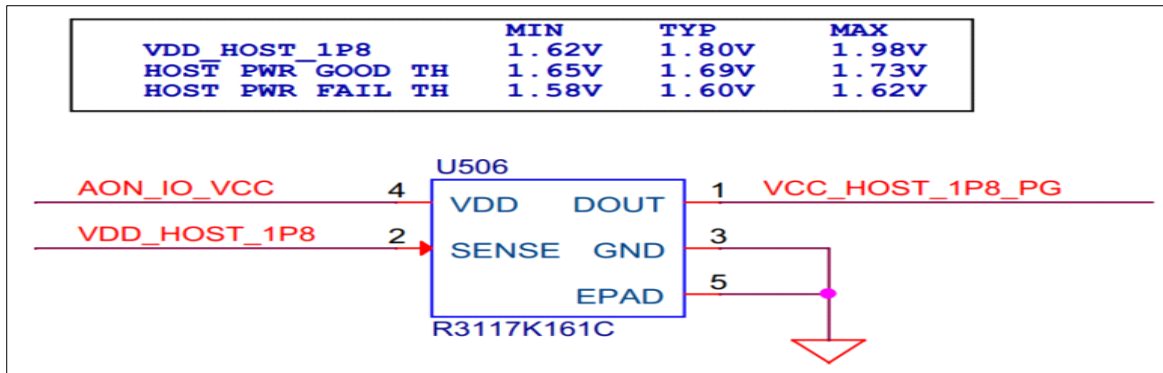 MIN TYP MAX
VDD_HOST_1P8 1.62V 1.80V 1.98V
HOST PWR GOOD TH 1.65V 1.69V 1.73V
HOST PWR FAIL TH 1.58V 1.60V 1.62V
U506
AON_IO_VCC 4 VDD DOUT 1 VCC_HOST_1P8_PG
VDD_HOST_1P8 2 SENSE GND 3
EPAD 5
R3117K161C